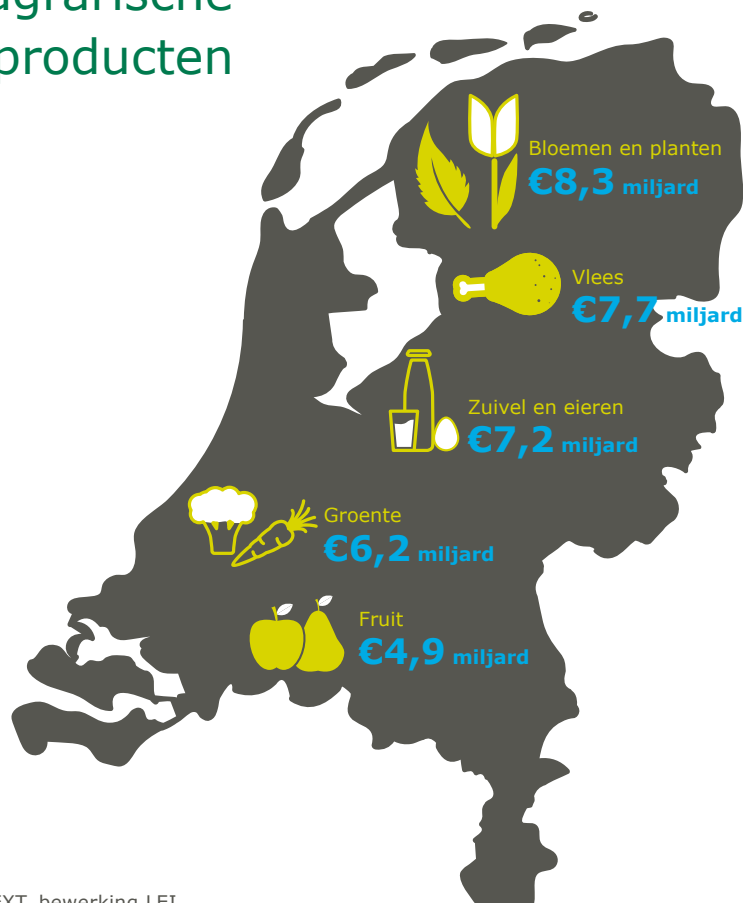 agrarische
producten
Bloemen en planten
€8,3 miljard
Vlees
€7,7 miljard
Zuivel en eieren
€7,2 miljard
Groente
€6,2 miljard
Fruit
€4,9 miljard
bewerking LEI